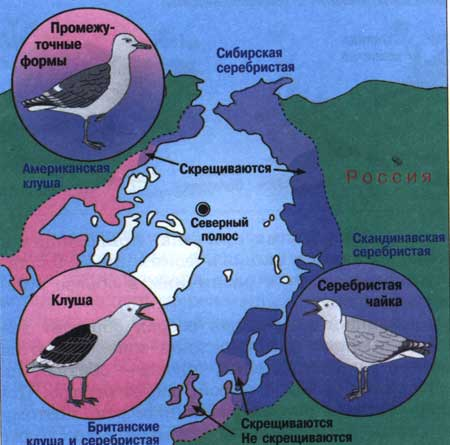 Промежу-
точные
формы
Сибирская
серебристая
Американская
клуша
Скрещиваются
Россия
Северный
полюс
Скандинавская
серебристая
Клуша
Серебристая
чайка
Британские
клуша и серебристая
Скрещиваются
Не скрещиваются